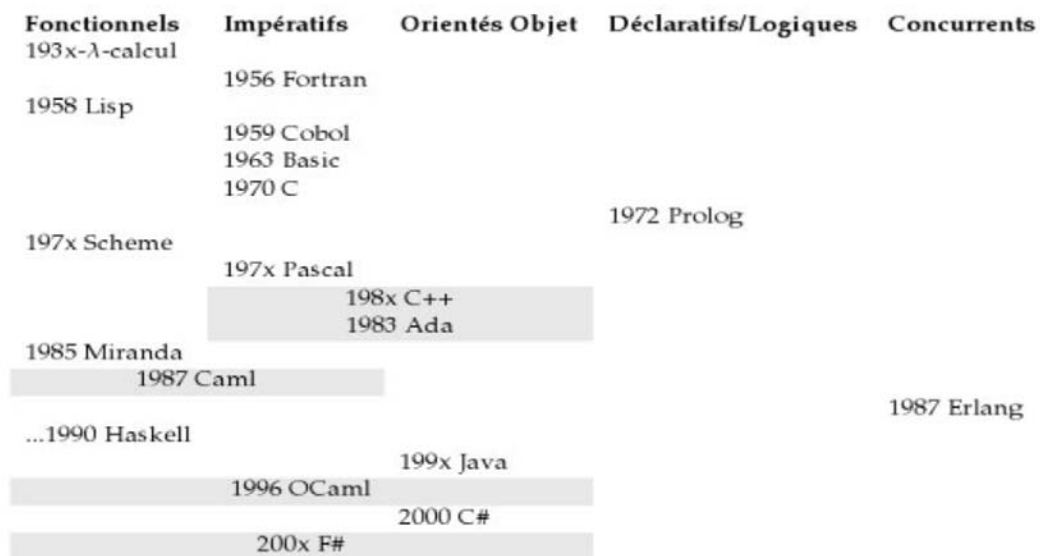 Fonctionnels Impératifs Orientés Objet Déclaratifs/Logiques Concurrents
193x-λ-calcul
1956 Fortran
1958 Lisp
1959 Cobol
1963 Basic
1970 C
1972 Prolog
197x Scheme
197x Pascal
198x C++
1983 Ada
1985 Miranda
1987 Caml
1987 Erlang
...1990 Haskell
199x Java
1996 OCaml
2000 C#
200x F#